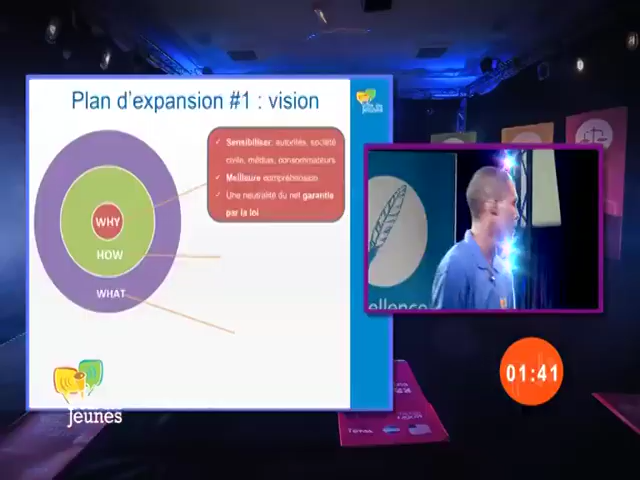 Plan d'expansion #1 : vision
Sensibiliser: autorités, société
civile, médias, consommateurs
Meilleure compréhension
Une neutralité du net garantie
par la loi
WHY
HOW
WHAT
Jeunes
ellence
01:41